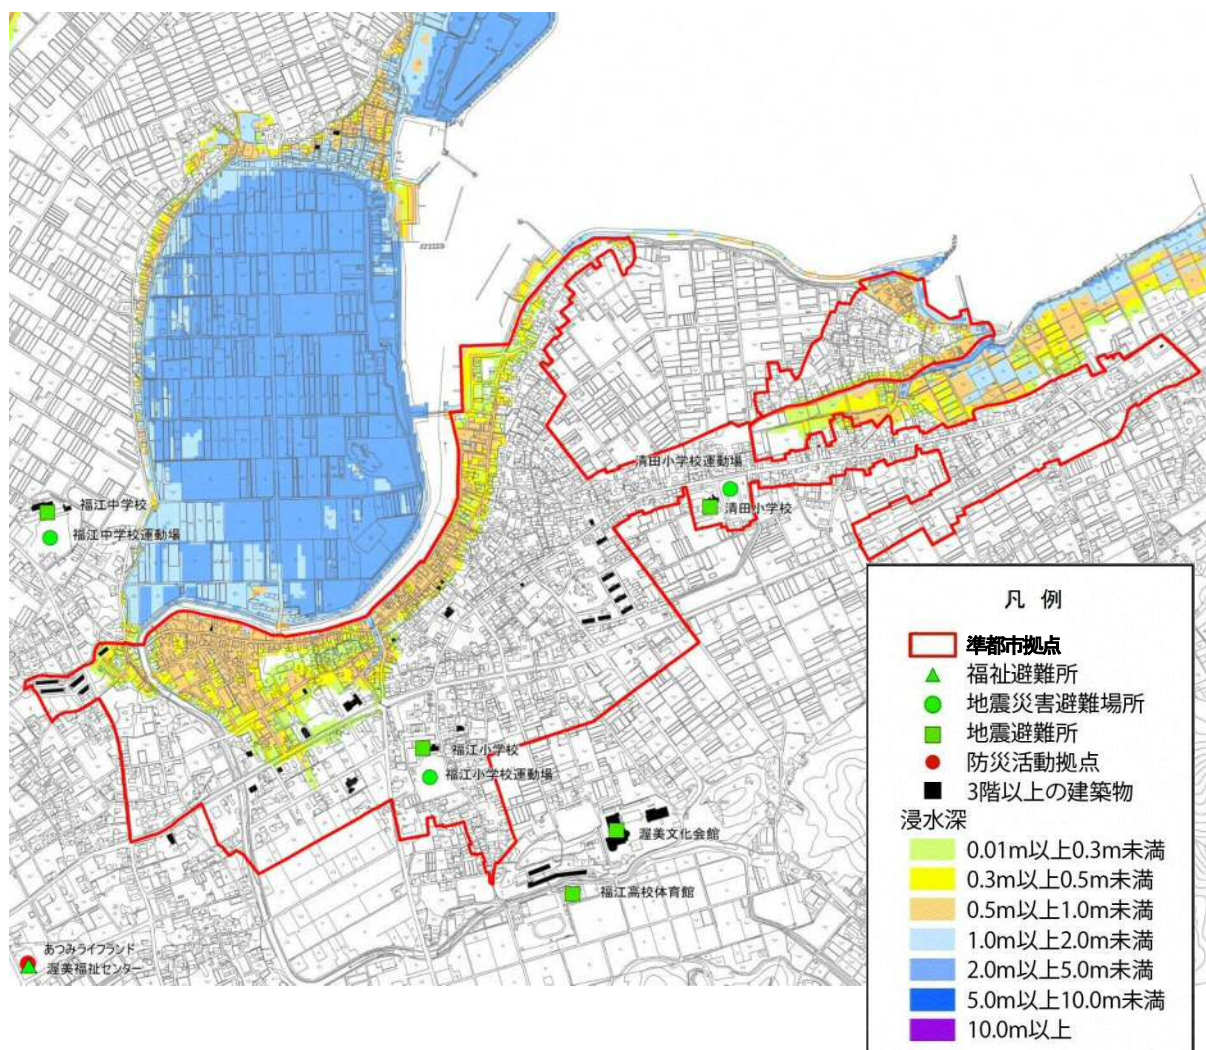 清田小学校運動場
清田小学校
福江中学校
福江中学校運動場
福江小学校
福江小学校運動場
渥美文化会館
福江高校体育館
あつみライフランド
渥美福祉センター
凡 例
準都市拠点
福祉避難所
地震災害避難場所
地震避難所
防災活動拠点
3階以上の建築物
浸水深
0.01m以上0.3m未満
0.3m以上0.5m未満
0.5m以上1.0m未満
1.0m以上2.0m未満
2.0m以上5.0m未満
5.0m以上10.0m未満
10.0m以上